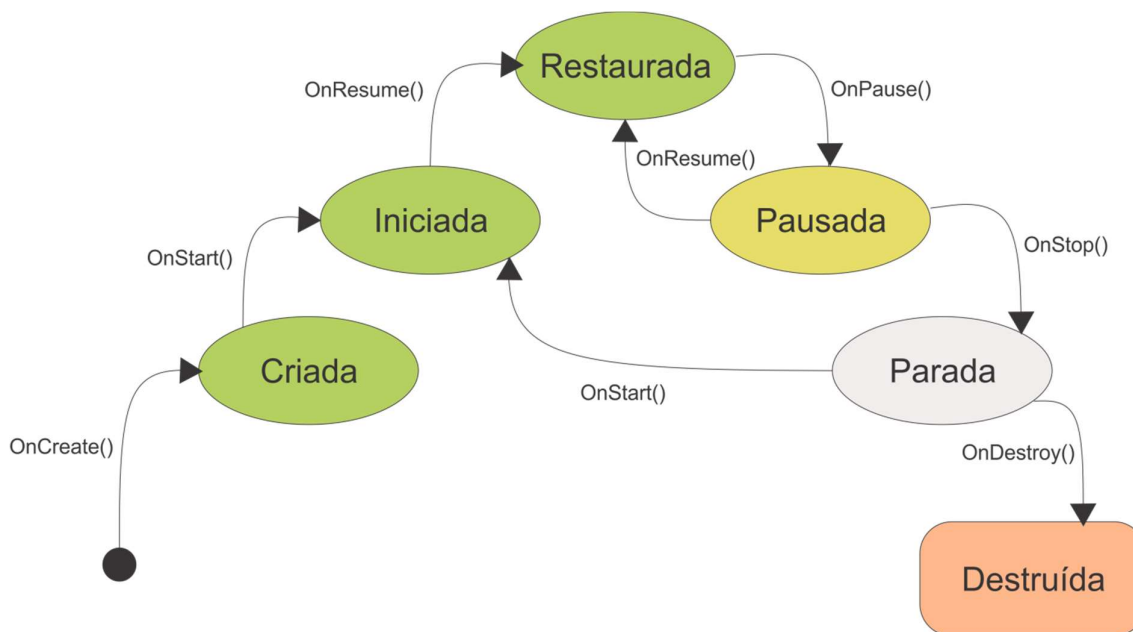 Restaurada
OnResume()
OnPause()
OnResume()
Iniciada
Pausada
OnStart()
OnStop()
Criada
Parada
OnStart()
OnCreate()
OnDestroy()
Destruída